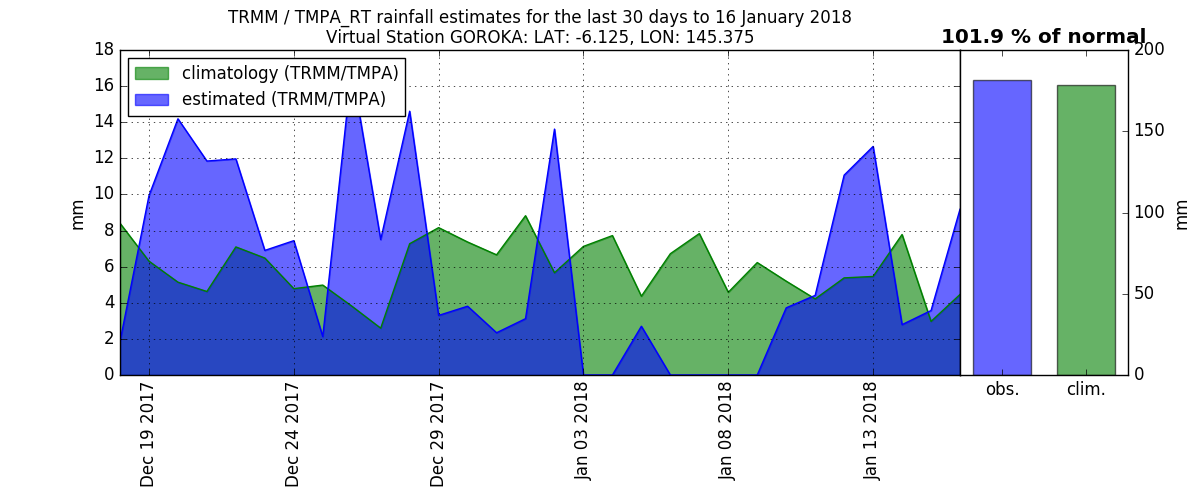 TRMM / TMPA_RT rainfall estimates for the last 30 days to 16 January 2018
Virtual Station GOROKA: LAT: -6.125, LON: 145.375
101.9 % of normal
climatology (TRMM/TMPA)
estimated (TRMM/TMPA)
18
16
14
12
10
8
6
4
2
0
mm
Dec 19 2017
Dec 24 2017
Dec 29 2017
Jan 03 2018
Jan 08 2018
Jan 13 2018
obs.
clim.
200
150
100
50
0
mm